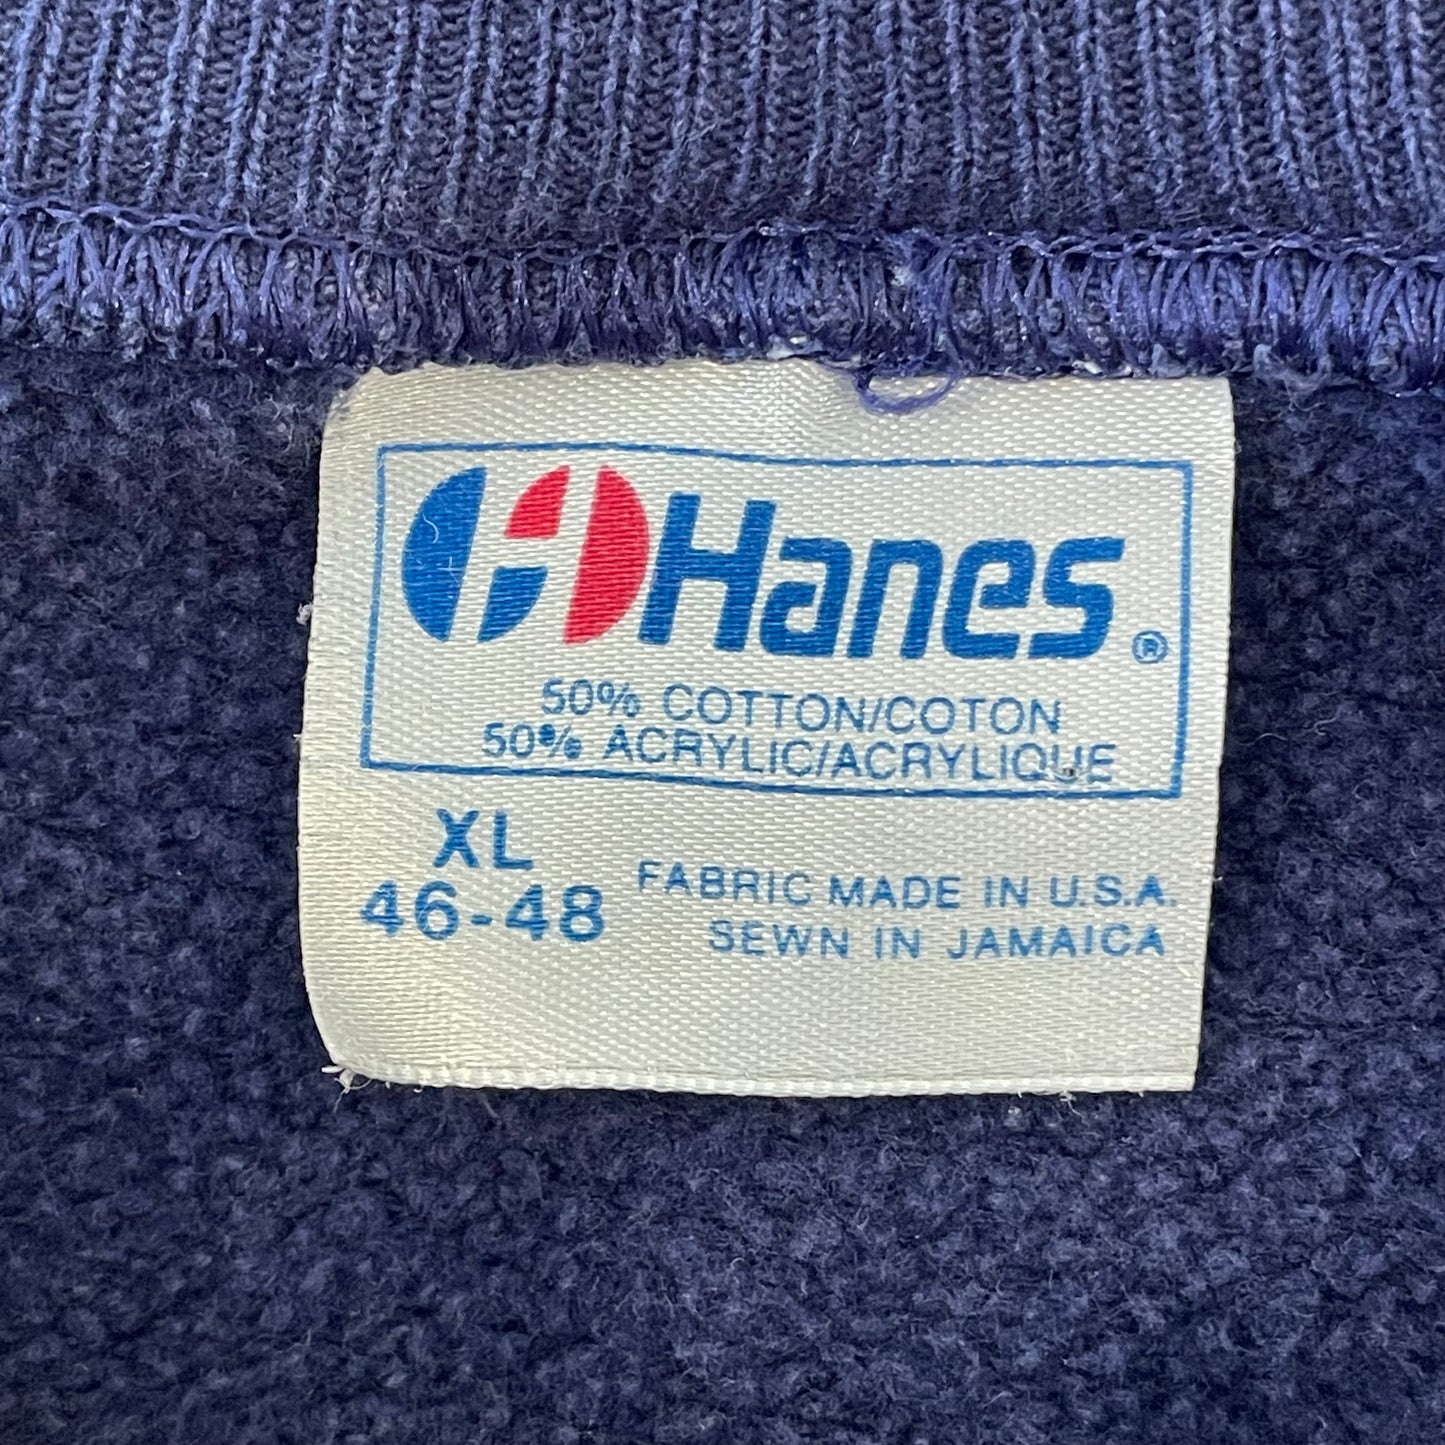 Hanes®
50% COTTON/COTON
50% ACRYLIC/ACRYLIQUE
XL
46-48
FABRIC MADE IN U.S.A.
SEWN IN JAMAICA